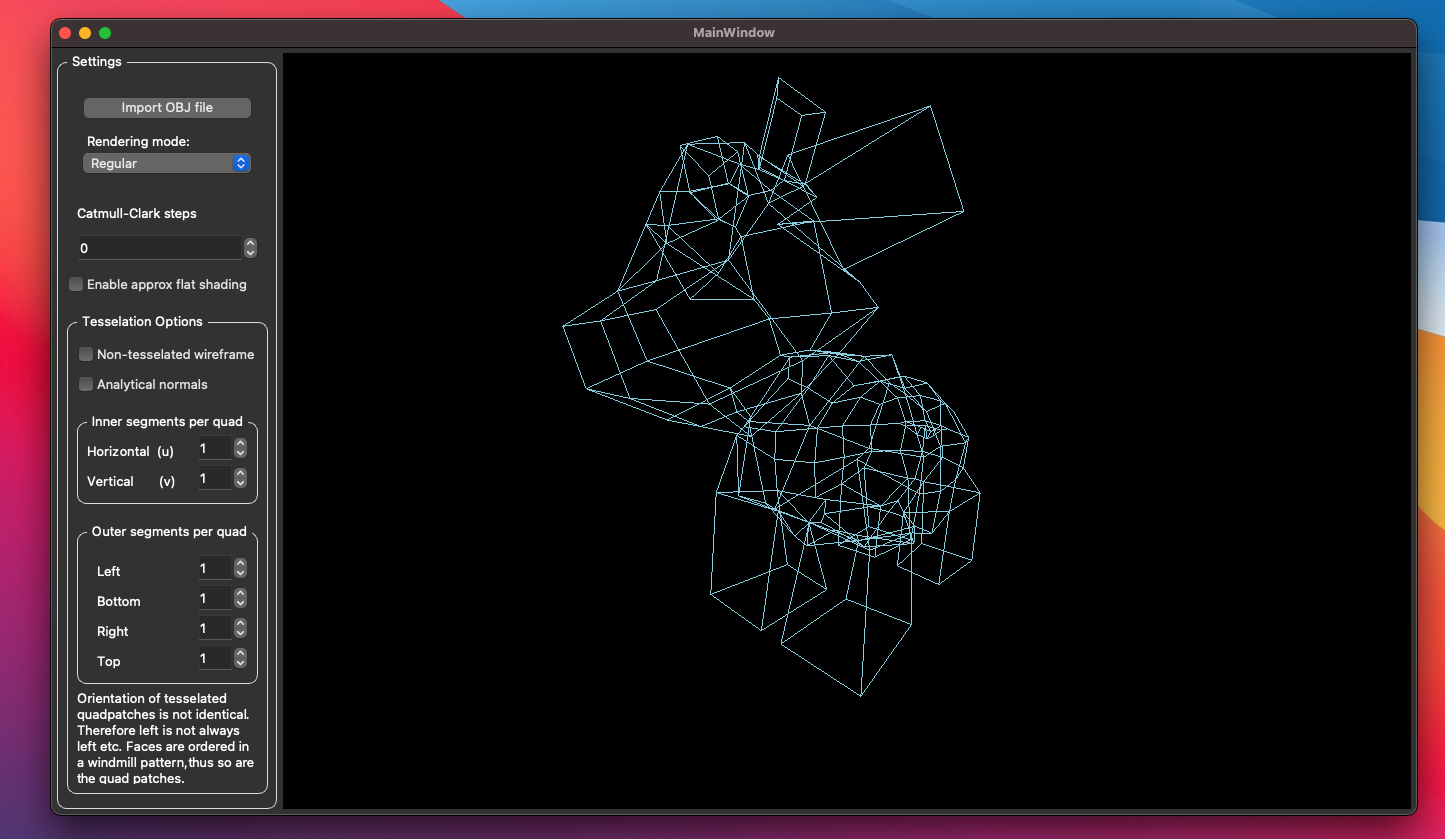 MainWindow
Settings
Import OBJ file
Rendering mode:
Regular
Catmull-Clark steps
0
Enable approx flat shading
Tesselation Options
Non-tesselated wireframe
Analytical normals
Inner segments per quad
Horizontal (u) 1
Vertical (v) 1
Outer segments per quad
Left 1
Bottom 1
Right 1
Top 1
Orientation of tesselated
quadpatches is not identical.
Therefore left is not always
left etc. Faces are ordered in
a windmill pattern,thus so are
the quad patches.